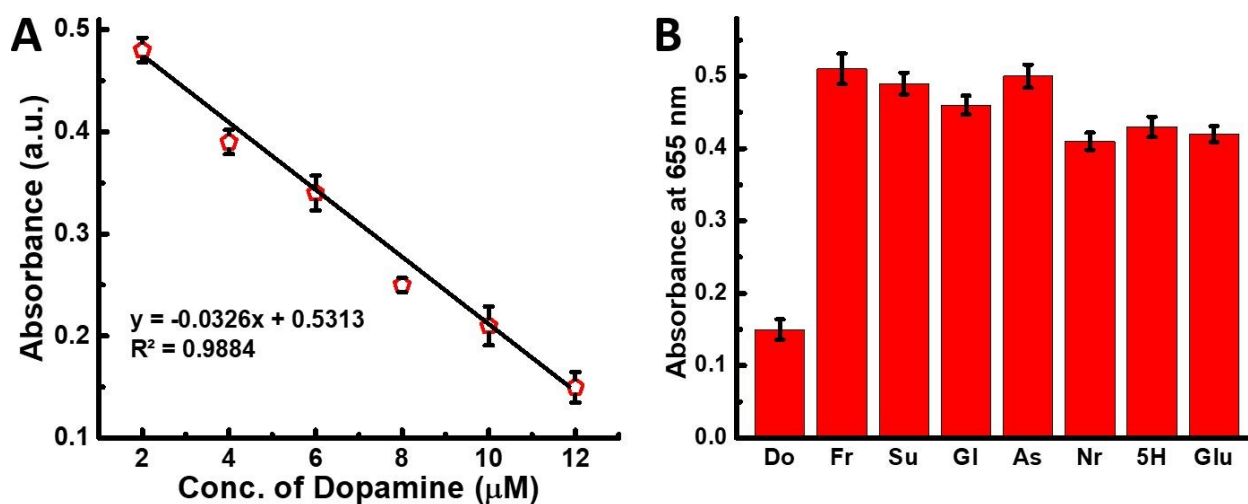 A
Absorbance (a.u.)
0.5
0.4
0.3
0.2
0.1
y = -0.0326x + 0.5313
R² = 0.9884
2 4 6 8 10 12
Conc. of Dopamine (μM)
B
Absorbance at 655 nm
0.5
0.4
0.3
0.2
0.1
0.0
Do Fr Su Gl As Nr 5H Glu